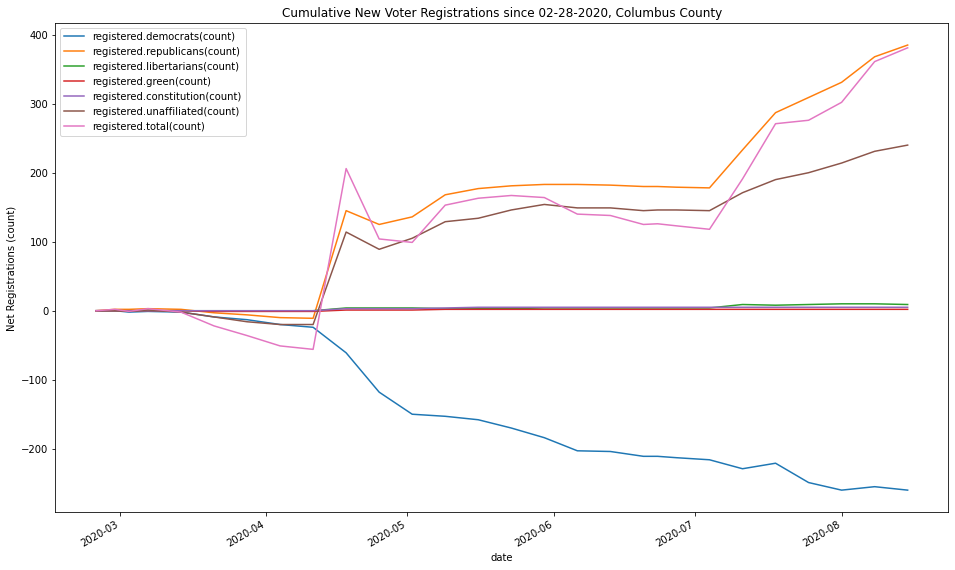 Cumulative New Voter Registrations since 02-28-2020, Columbus County
registered.democrats(count)
registered.republicans(count)
registered.libertarians(count)
registered.green(count)
registered.constitution(count)
registered.unaffiliated(count)
registered.total(count)
Net Registrations (count)
400
300
200
100
0
−100
−200
2020-03
2020-04
2020-05
2020-06
2020-07
2020-08
date